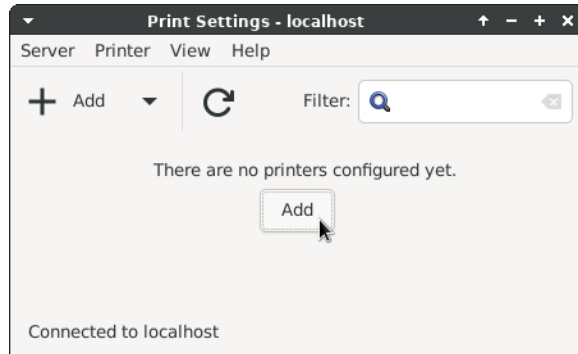 Print Settings - localhost
Server Printer View Help
Add Filter:
There are no printers configured yet.
Add
Connected to localhost